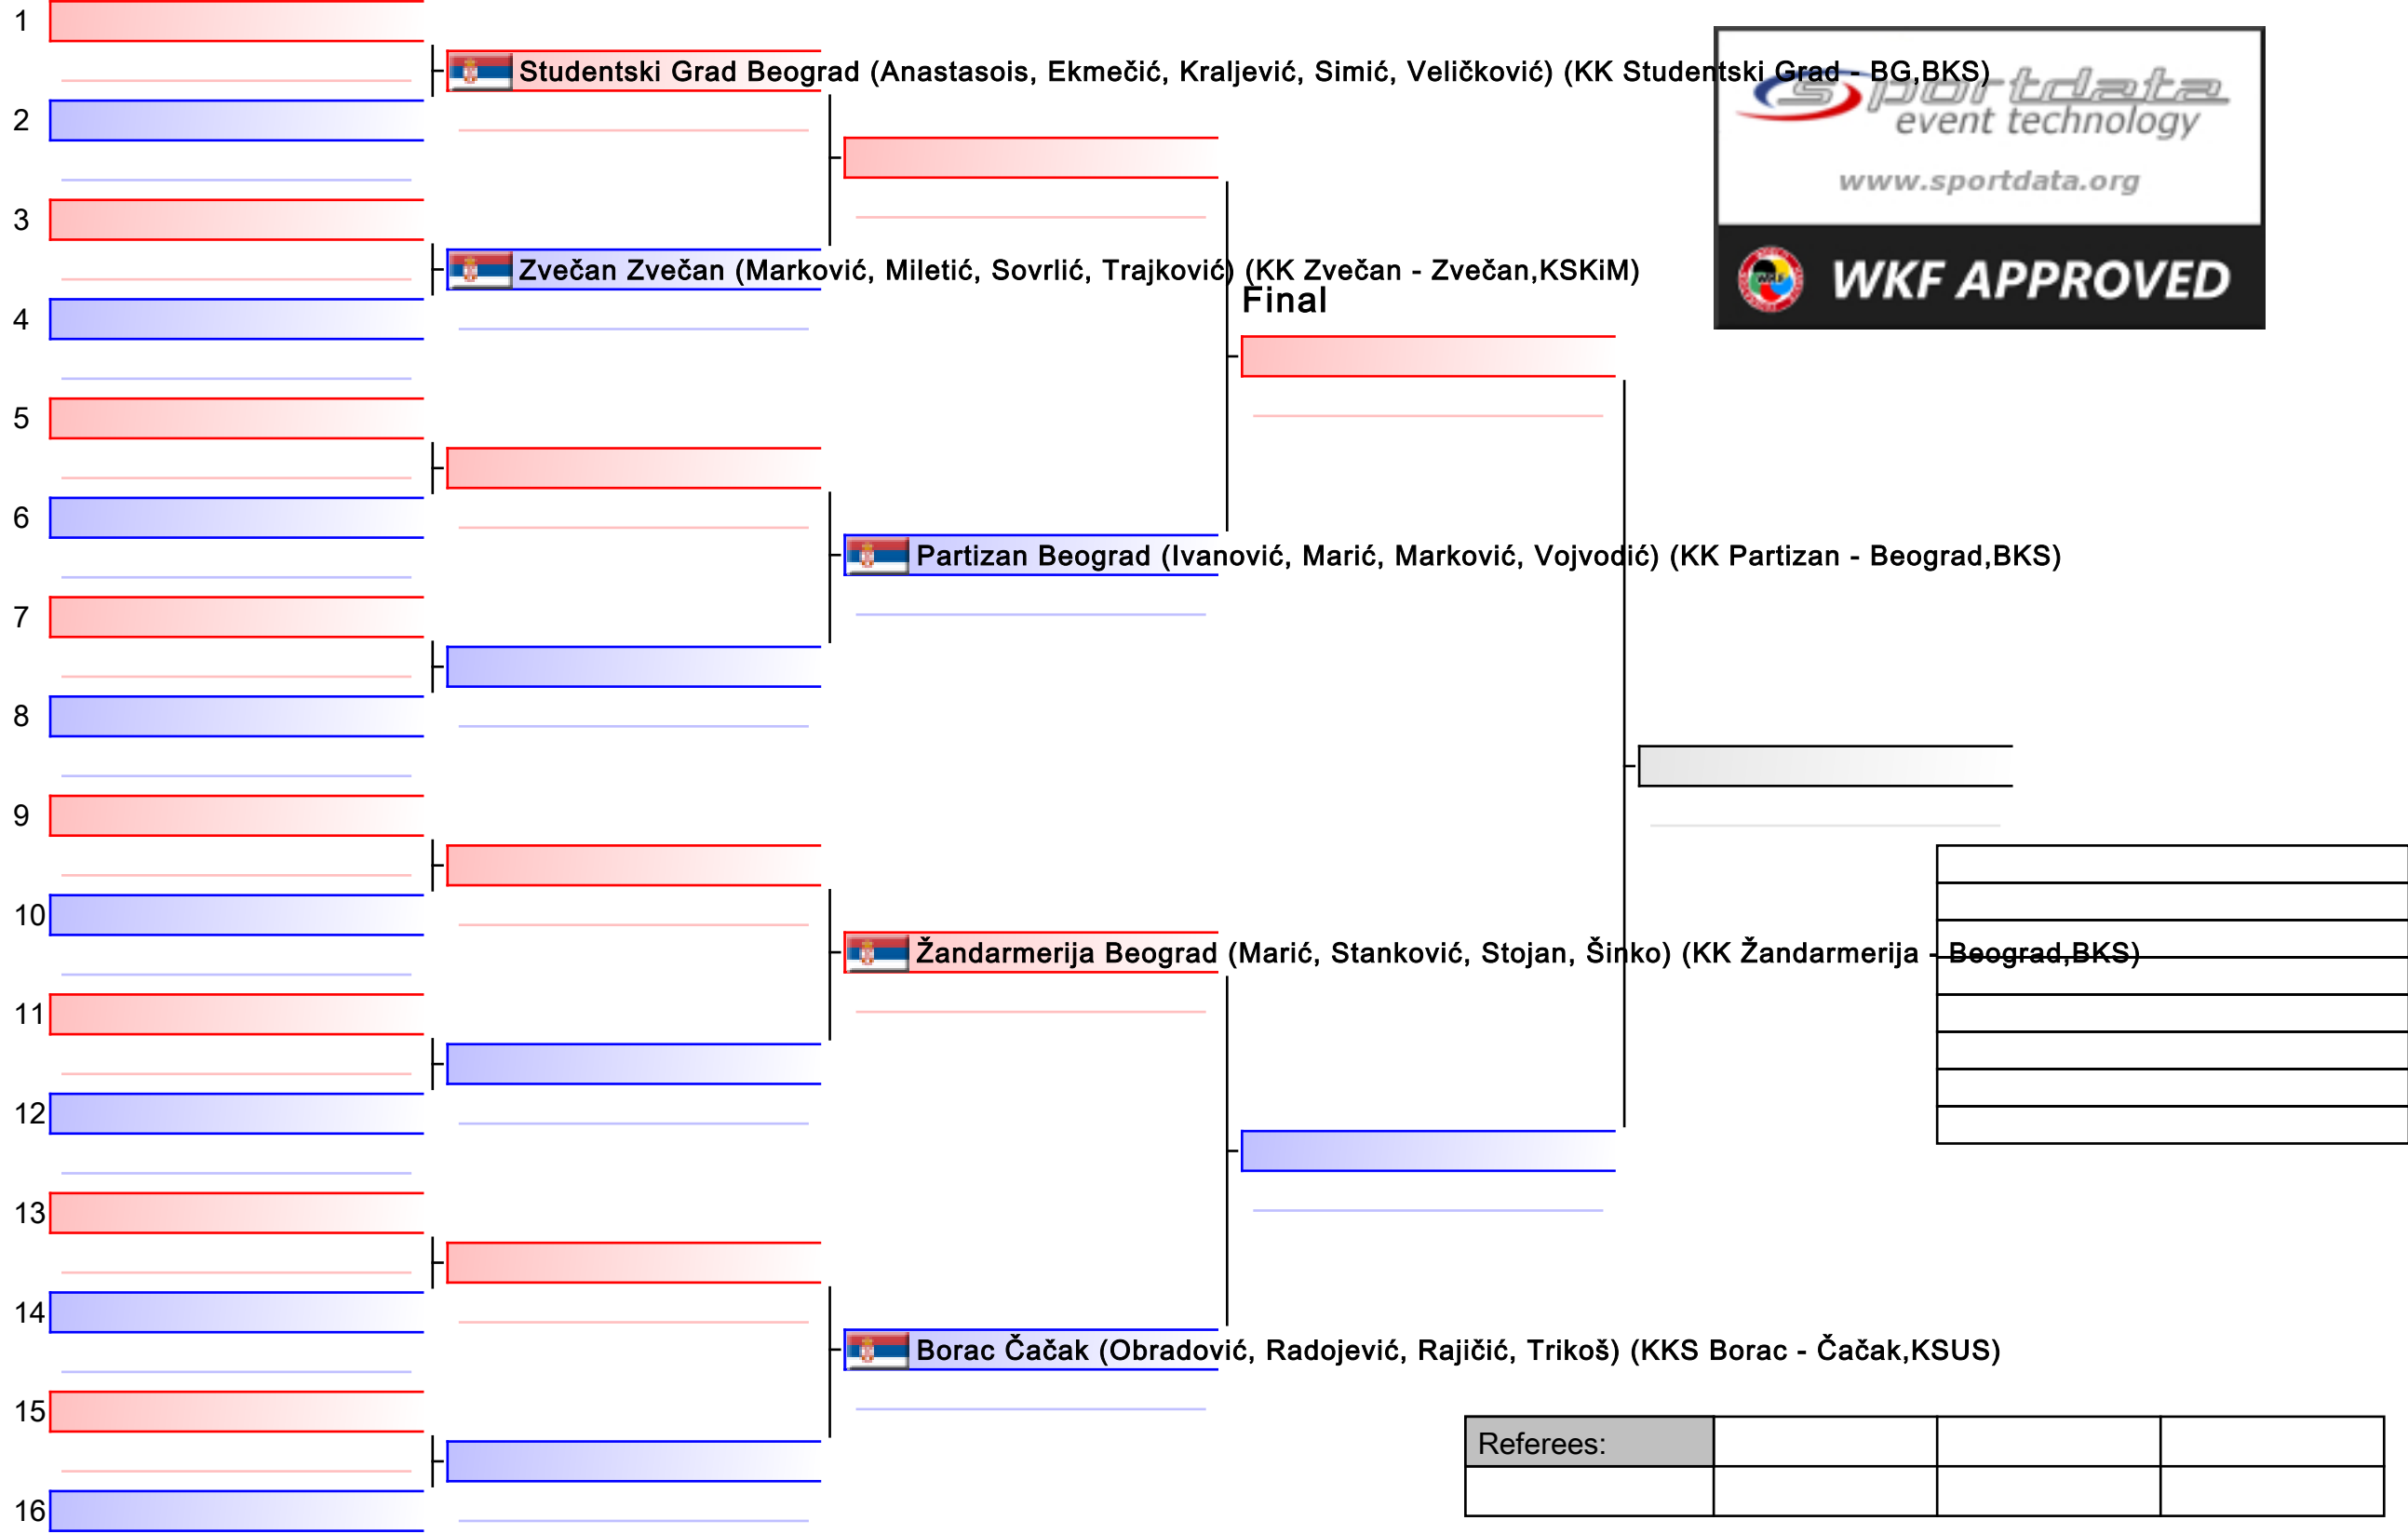 1
Studentski Grad Beograd (Anastasois, Ekmečić, Kraljević, Simić, Veličković) (KK Studentski Grad - BG,BKS)
sportdata
event technology
www.sportdata.org
WKF APPROVED
2
3
Zvečan Zvečan (Marković, Miletić, Sovrlić, Trajković) (KK Zvečan - Zvečan,KSKiM)
Final
4
5
6
Partizan Beograd (Ivanović, Marić, Marković, Vojvodić) (KK Partizan - Beograd,BKS)
7
8
9
10
Žandarmerija Beograd (Marić, Stanković, Stojan, Šinko) (KK Žandarmerija - Beograd,BKS)
11
12
13
14
Borac Čačak (Obradović, Radojević, Rajičić, Trikoš) (KKS Borac - Čačak,KSUS)
15
Referees:
16